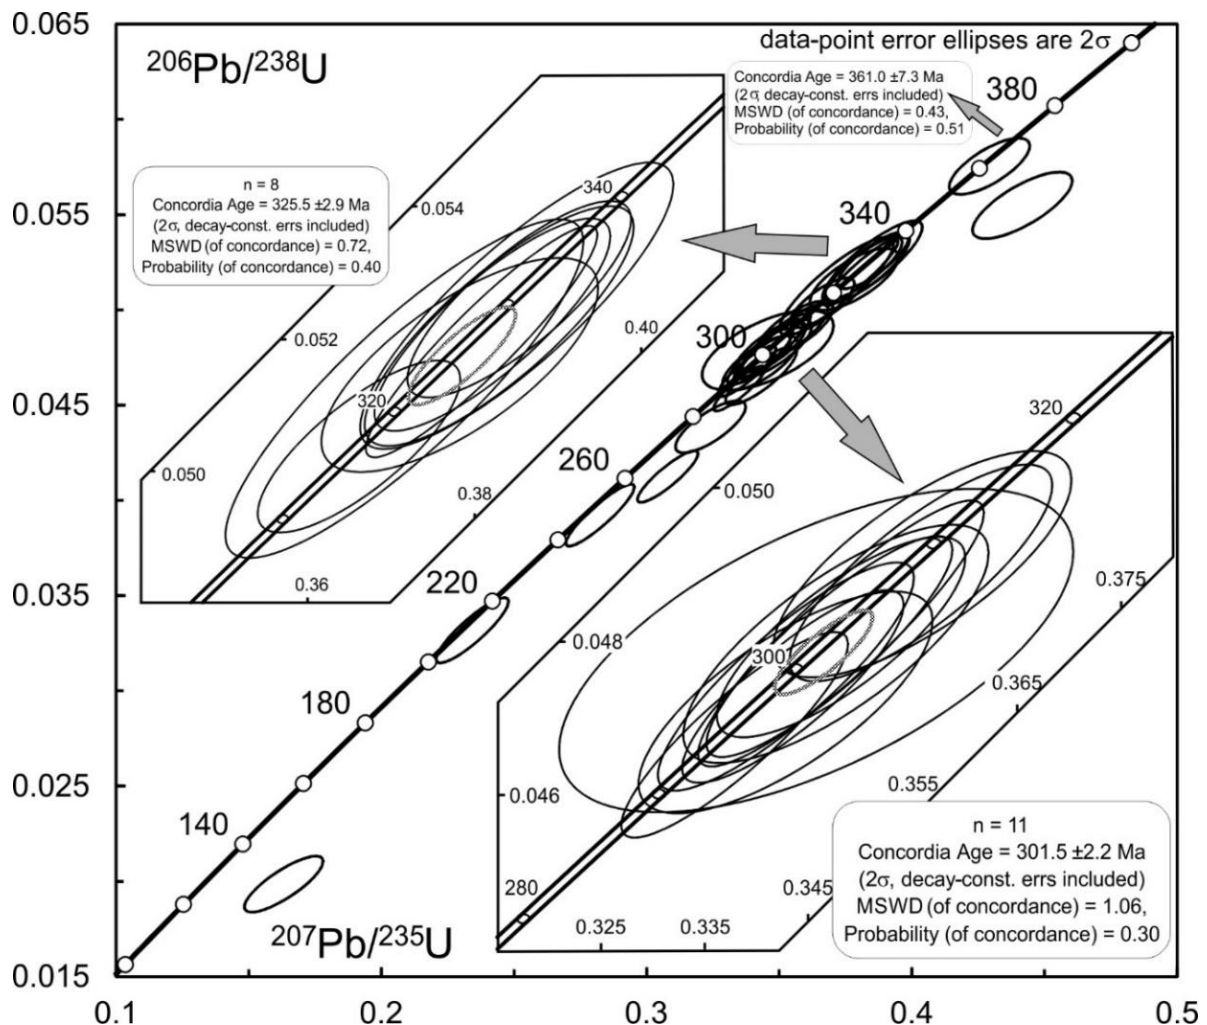 0.065
0.055
0.045
0.035
0.025
0.015
0.1
0.2
0.3
0.4
0.5
²⁰⁶Pb/²³⁸U
²⁰⁷Pb/²³⁵U
data-point error ellipses are 2σ
Concordia Age = 361.0 ±7.3 Ma
(2σ, decay-const. errs included)
MSWD (of concordance) = 0.43,
Probability (of concordance) = 0.51
380
340
300
260
220
180
140
n = 8
Concordia Age = 325.5 ±2.9 Ma
(2σ, decay-const. errs included)
MSWD (of concordance) = 0.72,
Probability (of concordance) = 0.40
340
320
0.054
0.052
0.050
0.40
0.38
0.36
320
300
280
0.050
0.048
0.046
0.375
0.365
0.355
0.345
0.335
0.325
n = 11
Concordia Age = 301.5 ±2.2 Ma
(2σ, decay-const. errs included)
MSWD (of concordance) = 1.06,
Probability (of concordance) = 0.30